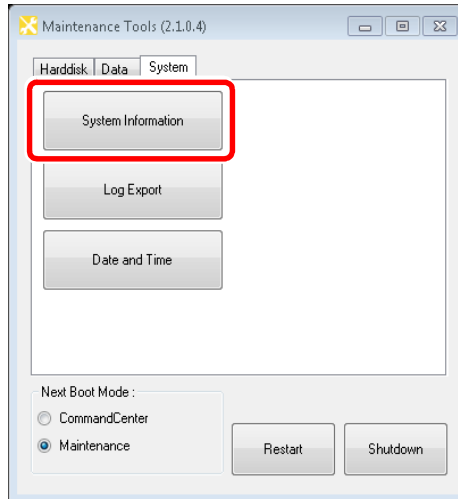 Maintenance Tools (2.1.0.4)
Harddisk Data System
System Information
Log Export
Date and Time
Next Boot Mode :
CommandCenter
Maintenance
Restart Shutdown